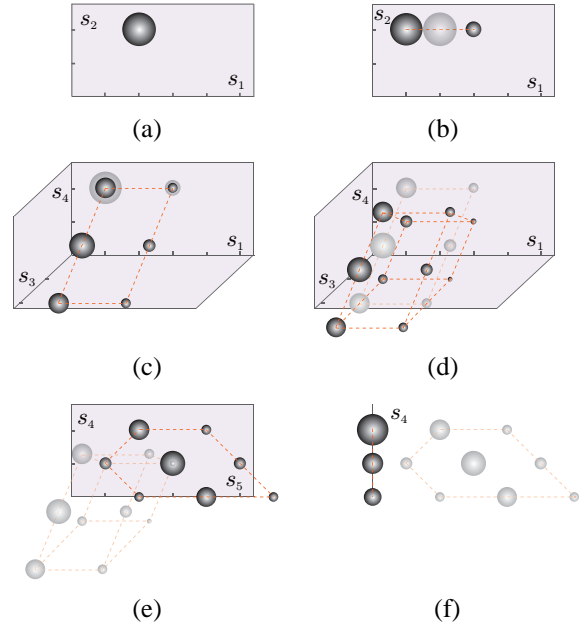 s₂
s₁
(a)
s₂
s₁
(b)
s₄
s₁
s₃
(c)
s₄
s₁
s₃
(d)
s₄
s₅
(e)
s₄
(f)